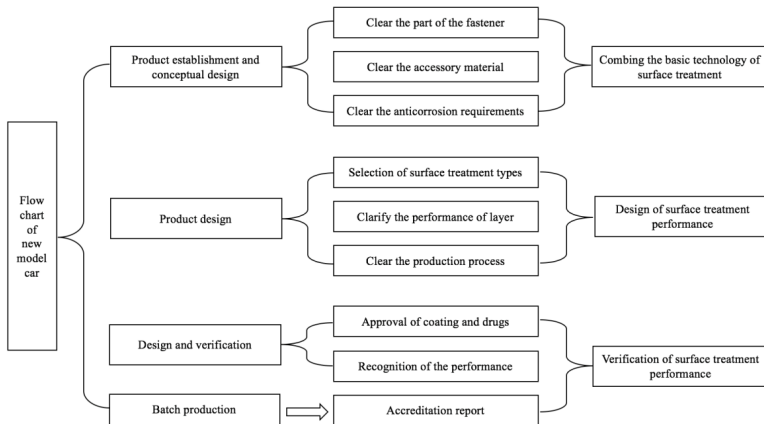 Flow
chart
of
new
model
car
Product establishment and
conceptual design
Clear the part of the fastener
Clear the accessory material
Clear the anticorrosion requirements
Combing the basic technology of
surface treatment
Product design
Selection of surface treatment types
Clarify the performance of layer
Clear the production process
Design of surface treatment
performance
Design and verification
Approval of coating and drugs
Recognition of the performance
Batch production
Accreditation report
Verification of surface treatment
performance